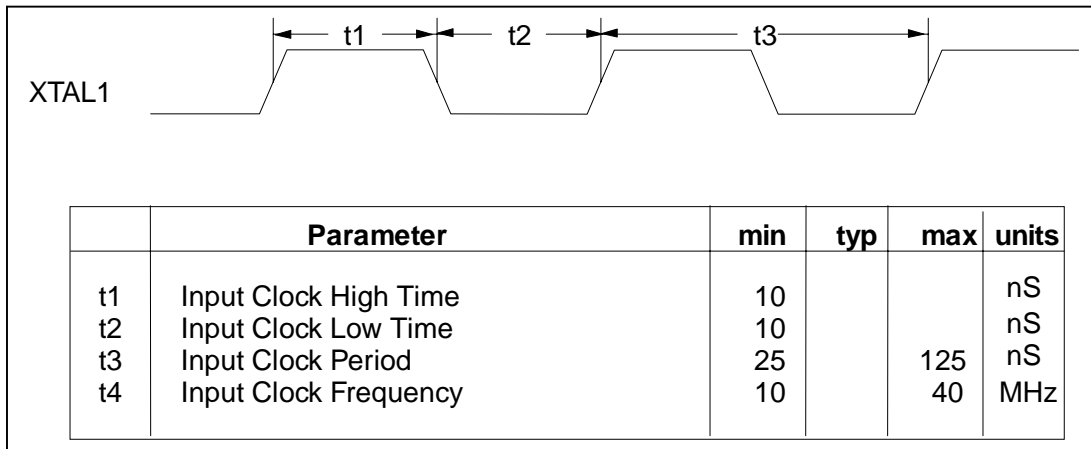 t1 t2 t3
XTAL1
Parameter min typ max units
t1 Input Clock High Time 10 nS
t2 Input Clock Low Time 10 nS
t3 Input Clock Period 25 125 nS
t4 Input Clock Frequency 10 40 MHz